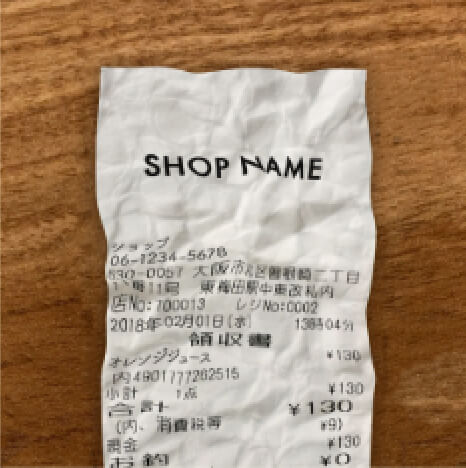 SHOP NAME
ショップ
06-1234-5678
530-0057 大阪市北区曽根崎二丁目
11番11号 東梅田駅中東改札内
店No:700013 レジNo:0002
2018年02月01日(木) 13時04分
領収書
オレンジジュース ¥130
内4901777262515
小計 1点 ¥130
合計 ¥130
(内、消費税等 ¥9)
現金 ¥130
お釣 ¥0